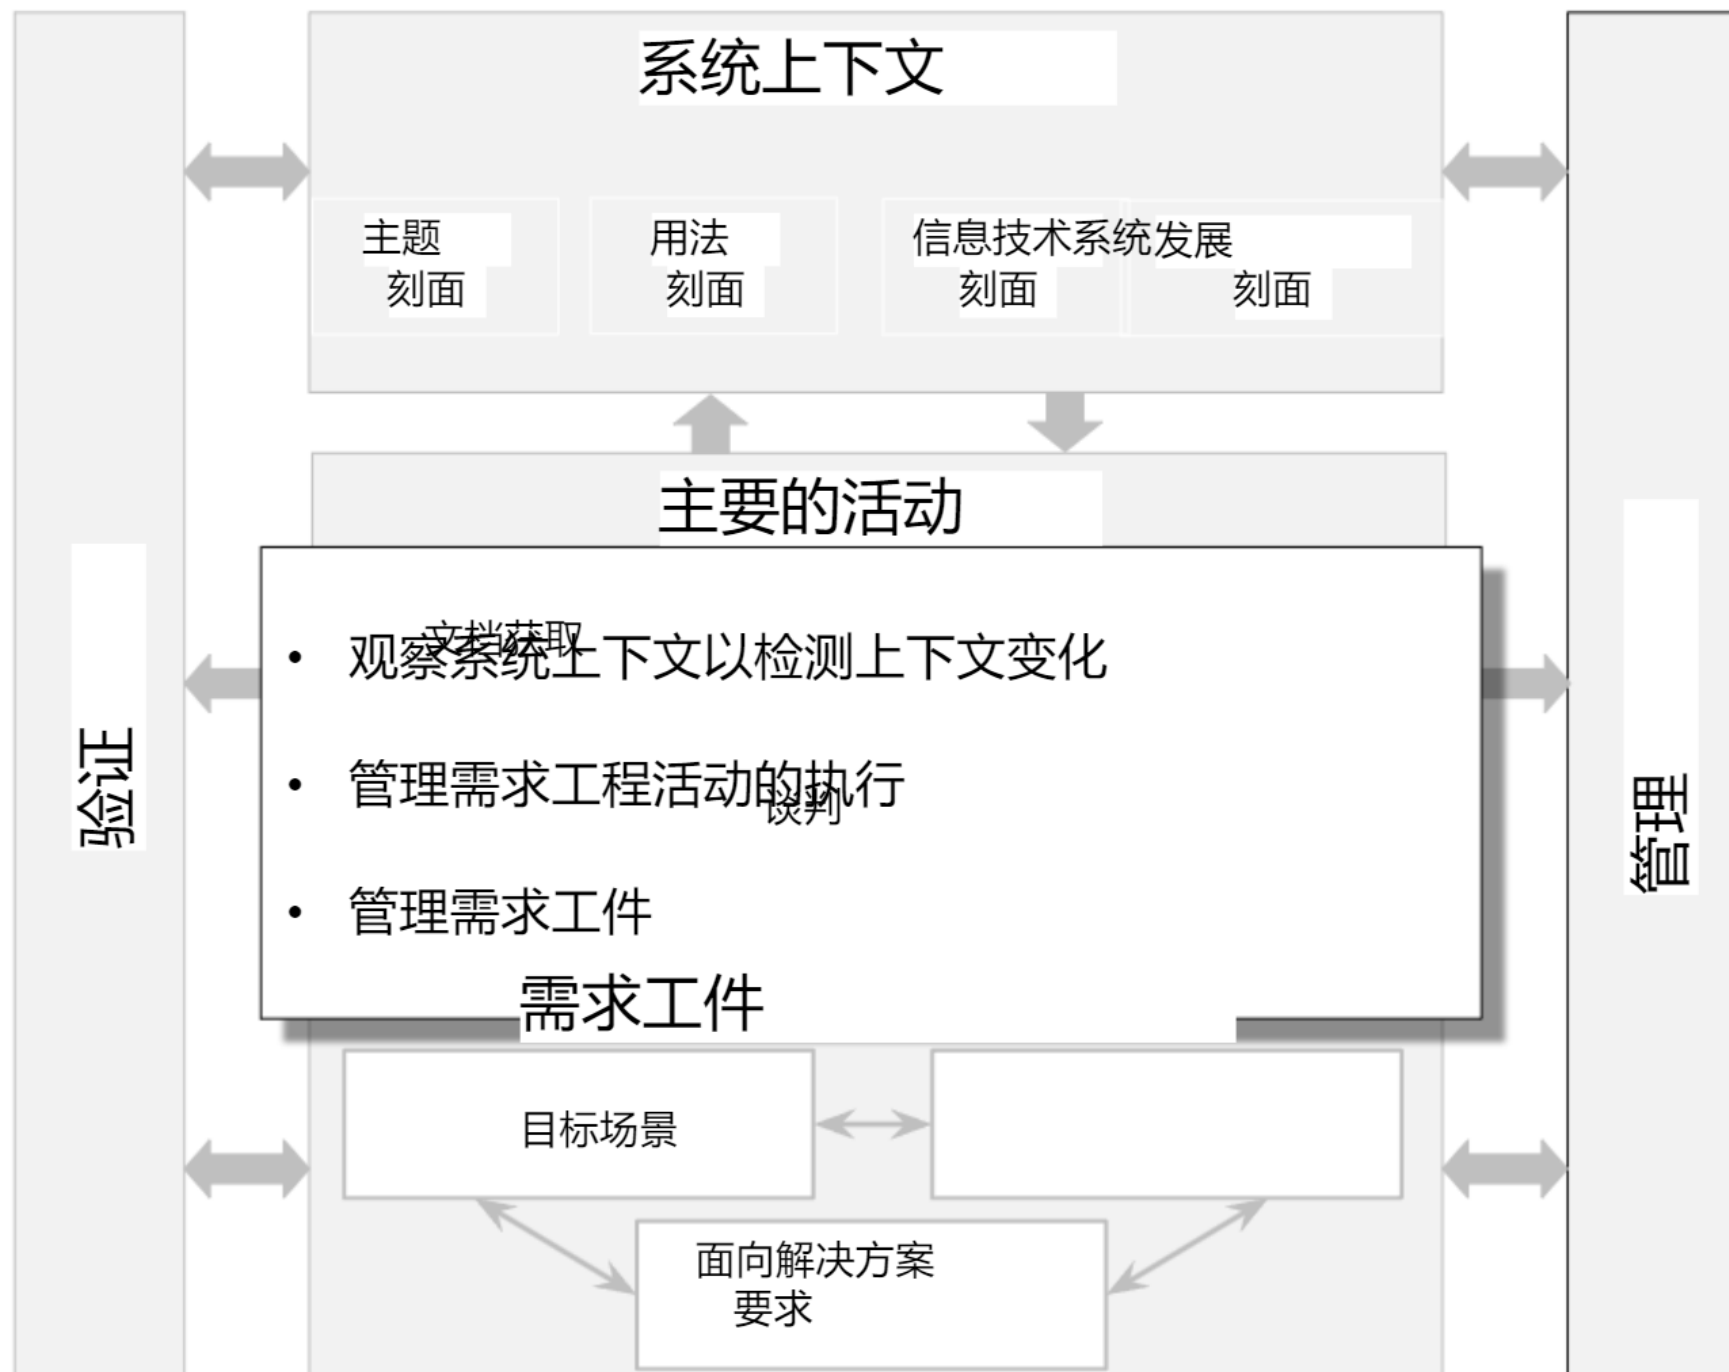 系统上下文
主题
刻面
用法
刻面
信息技术系统
刻面
发展
刻面
主要的活动
验证
管理
文档获取
• 观察系统上下文以检测上下文变化
• 管理需求工程活动的执行
谈判
• 管理需求工件
需求工件
目标场景
面向解决方案
要求